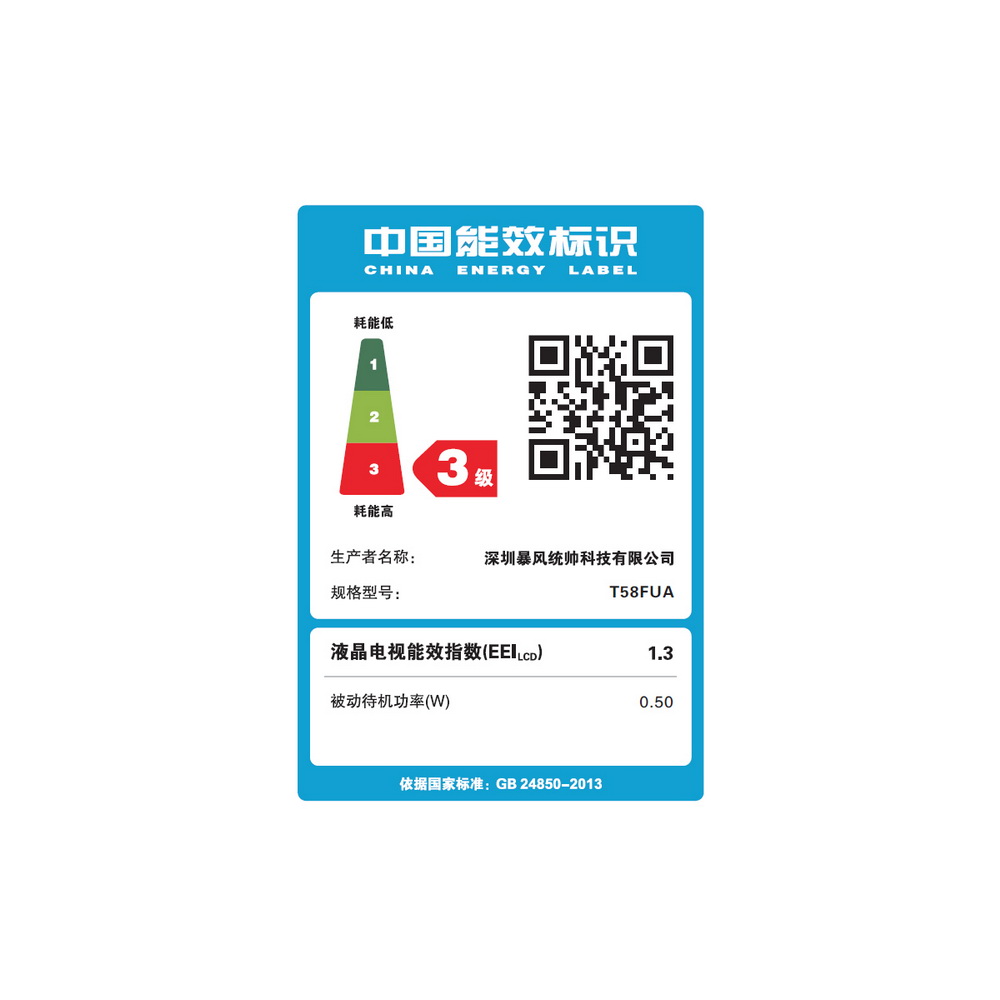 中国能效标识
CHINA ENERGY LABEL
耗能低
1
2
3
3级
耗能高
生产者名称: 深圳暴风统帅科技有限公司
规格型号: T58FUA
液晶电视能效指数(EEILCD) 1.3
被动待机功率(W) 0.50
依据国家标准: GB 24850-2013